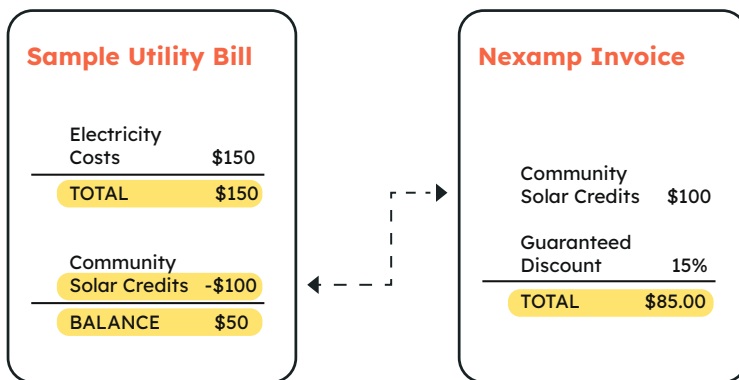 Sample Utility Bill
Electricity
Costs $150
TOTAL $150
Community
Solar Credits -$100
BALANCE $50
Nexamp Invoice
Community
Solar Credits $100
Guaranteed
Discount 15%
TOTAL $85.00